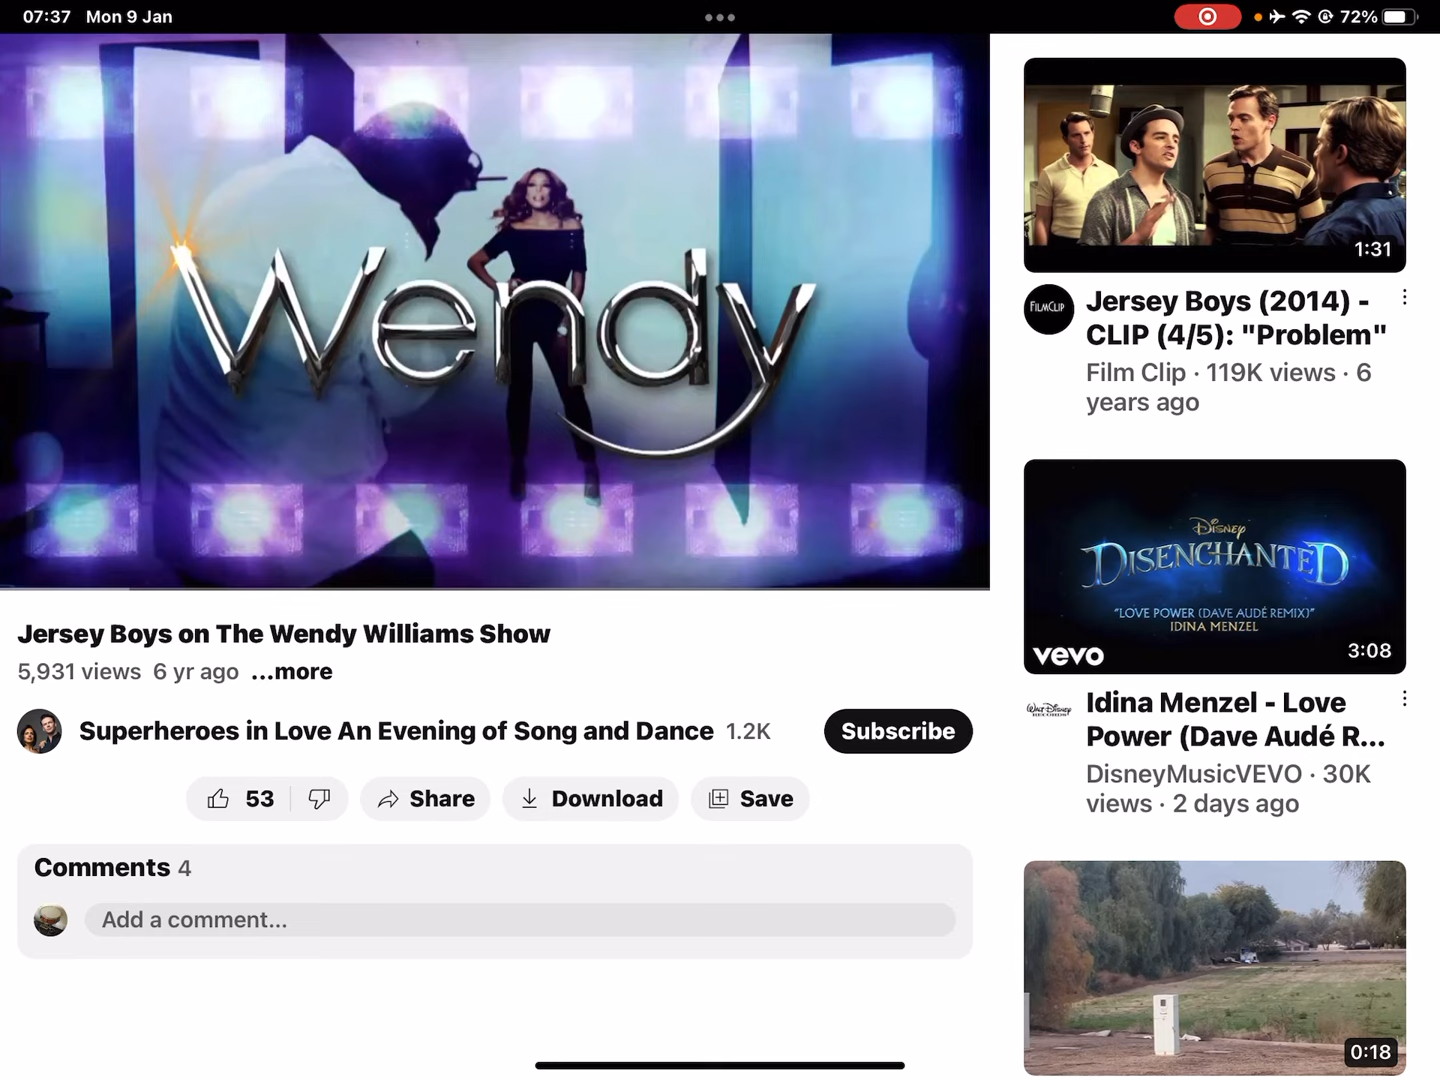 07:37 Mon 9 Jan
72%
Wendy
Jersey Boys on The Wendy Williams Show
5,931 views 6 yr ago ...more
Superheroes in Love An Evening of Song and Dance 1.2K
Subscribe
53
Share
Download
Save
Comments 4
Add a comment...
1:31
FILMCLIP
Jersey Boys (2014) -
CLIP (4/5): "Problem"
Film Clip · 119K views · 6
years ago
Disney
DISENCHANTED
"LOVE POWER (DAVE AUDÉ REMIX)"
IDINA MENZEL
vevo
3:08
Walt Disney
RECORDS
Idina Menzel - Love
Power (Dave Audé R...
DisneyMusicVEVO · 30K
views · 2 days ago
0:18